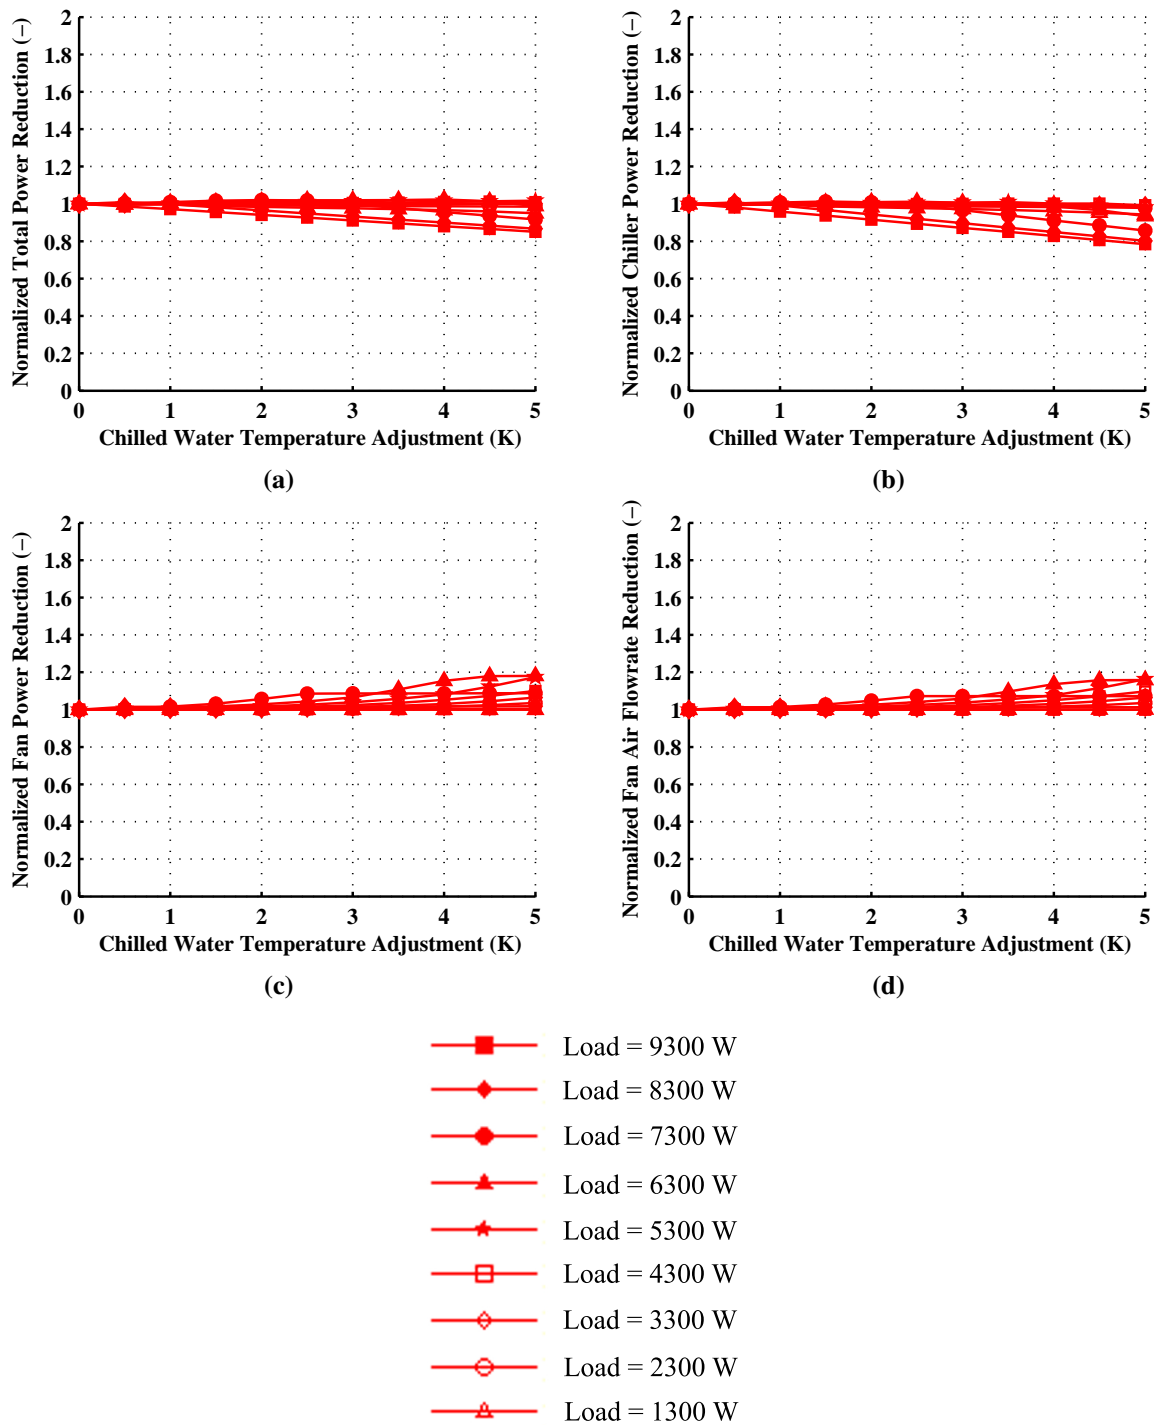 Normalized Total Power Reduction (−)
2
1.8
1.6
1.4
1.2
1
0.8
0.6
0.4
0.2
0
0 1 2 3 4 5
Chilled Water Temperature Adjustment (K)
(a)
Normalized Chiller Power Reduction (−)
2
1.8
1.6
1.4
1.2
1
0.8
0.6
0.4
0.2
0
0 1 2 3 4 5
Chilled Water Temperature Adjustment (K)
(b)
Normalized Fan Power Reduction (−)
2
1.8
1.6
1.4
1.2
1
0.8
0.6
0.4
0.2
0
0 1 2 3 4 5
Chilled Water Temperature Adjustment (K)
(c)
Normalized Fan Air Flowrate Reduction (−)
2
1.8
1.6
1.4
1.2
1
0.8
0.6
0.4
0.2
0
0 1 2 3 4 5
Chilled Water Temperature Adjustment (K)
(d)
Load = 9300 W
Load = 8300 W
Load = 7300 W
Load = 6300 W
Load = 5300 W
Load = 4300 W
Load = 3300 W
Load = 2300 W
Load = 1300 W